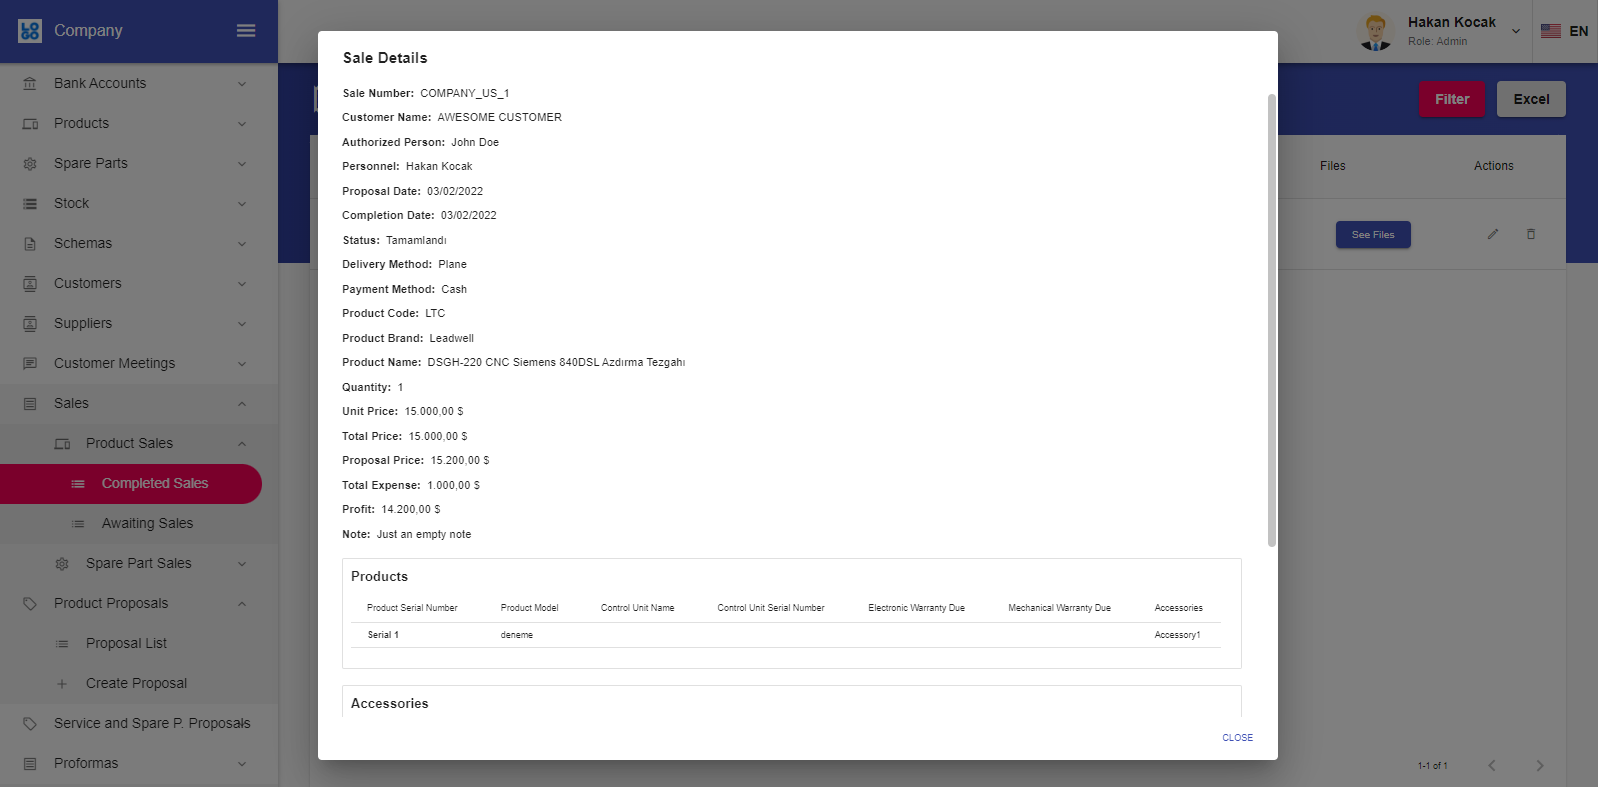 LOGO
Company
Hakan Kocak
Role: Admin
EN
Bank Accounts
Products
Spare Parts
Stock
Schemas
Customers
Suppliers
Customer Meetings
Sales
Product Sales
Completed Sales
Awaiting Sales
Spare Part Sales
Product Proposals
Proposal List
Create Proposal
Service and Spare P. Proposals
Proformas
Filter
Excel
Files
Actions
See Files
1-1 of 1
Sale Details
Sale Number: COMPANY_US_1
Customer Name: AWESOME CUSTOMER
Authorized Person: John Doe
Personnel: Hakan Kocak
Proposal Date: 03/02/2022
Completion Date: 03/02/2022
Status: Tamamlandı
Delivery Method: Plane
Payment Method: Cash
Product Code: LTC
Product Brand: Leadwell
Product Name: DSGH-220 CNC Siemens 840DSL Azdırma Tezgahı
Quantity: 1
Unit Price: 15.000,00 $
Total Price: 15.000,00 $
Proposal Price: 15.200,00 $
Total Expense: 1.000,00 $
Profit: 14.200,00 $
Note: Just an empty note
Products
Product Serial Number Product Model Control Unit Name Control Unit Serial Number Electronic Warranty Due Mechanical Warranty Due Accessories
Serial 1 deneme Accessory1
Accessories
CLOSE